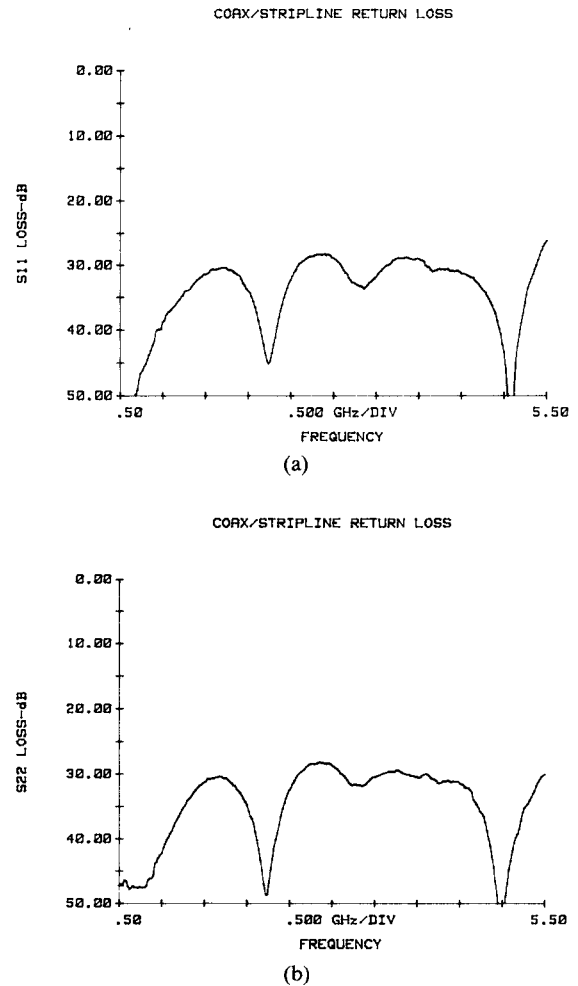 COAX/STRIPLINE RETURN LOSS
0.00
10.00
20.00
30.00
40.00
50.00
S11 LOSS-dB
.50
.500 GHz/DIV
5.50
FREQUENCY
(a)
COAX/STRIPLINE RETURN LOSS
0.00
10.00
20.00
30.00
40.00
50.00
S22 LOSS-dB
.50
.500 GHz/DIV
5.50
FREQUENCY
(b)